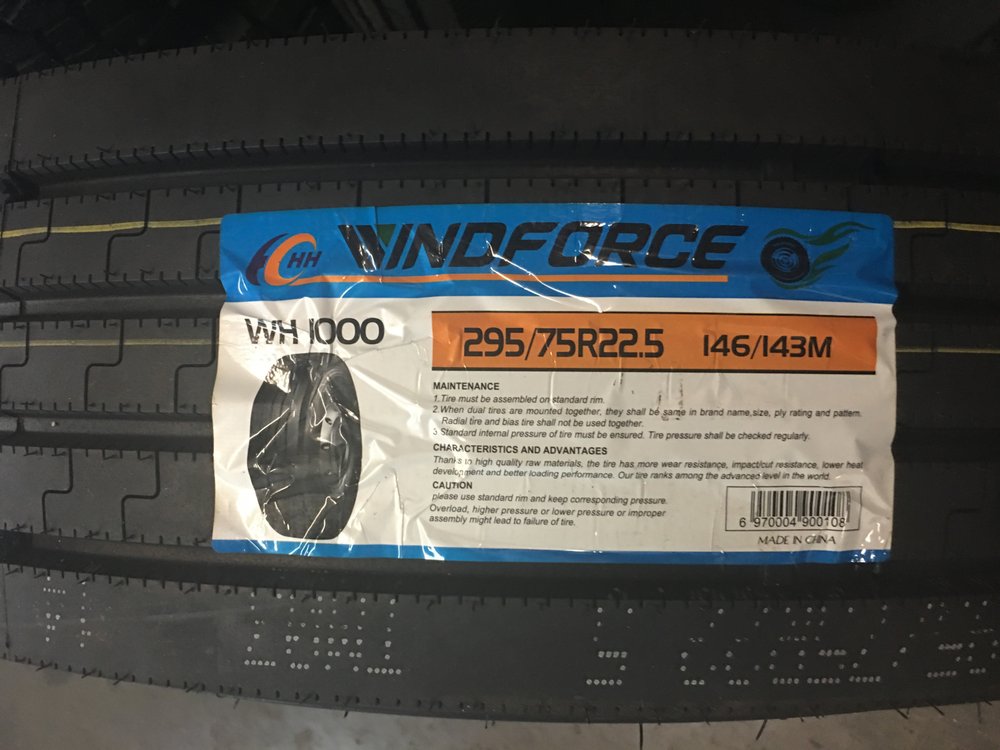 HH WINDFORCE
WH 1000
295/75R22.5 146/143M
MAINTENANCE
1.Tire must be assembled on standard rim.
2.When dual tires are mounted together, they shall be same in brand name,size, ply rating and pattern.
Radial tire and bias tire shall not be used together.
3.Standard internal pressure of tire must be ensured. Tire pressure shall be checked regularly.
CHARACTERISTICS AND ADVANTAGES
Thanks to high quality raw materials, the tire has more wear resistance, impact/cut resistance, lower heat
development and better loading performance. Our tire ranks among the advanced level in the world.
CAUTION
please use standard rim and keep corresponding pressure.
Overload, higher pressure or lower pressure or improper
assembly might lead to failure of tire.
6 970004 900108
MADE IN CHINA